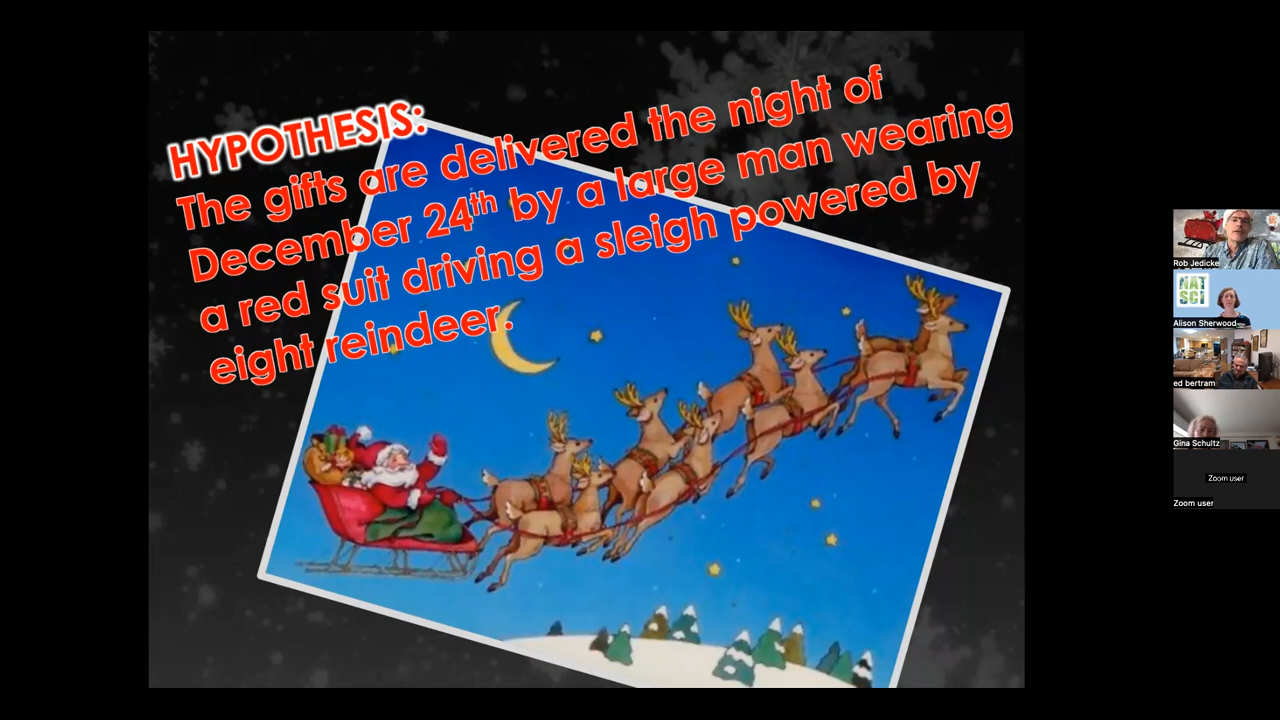 HYPOTHESIS:
The gifts are delivered the night of
December 24th by a large man wearing
a red suit driving a sleigh powered by
eight reindeer.
Rob Jedicke
NAT
SCI
Alison Sherwood
ed bertram
Gina Schultz
Zoom user
Zoom user